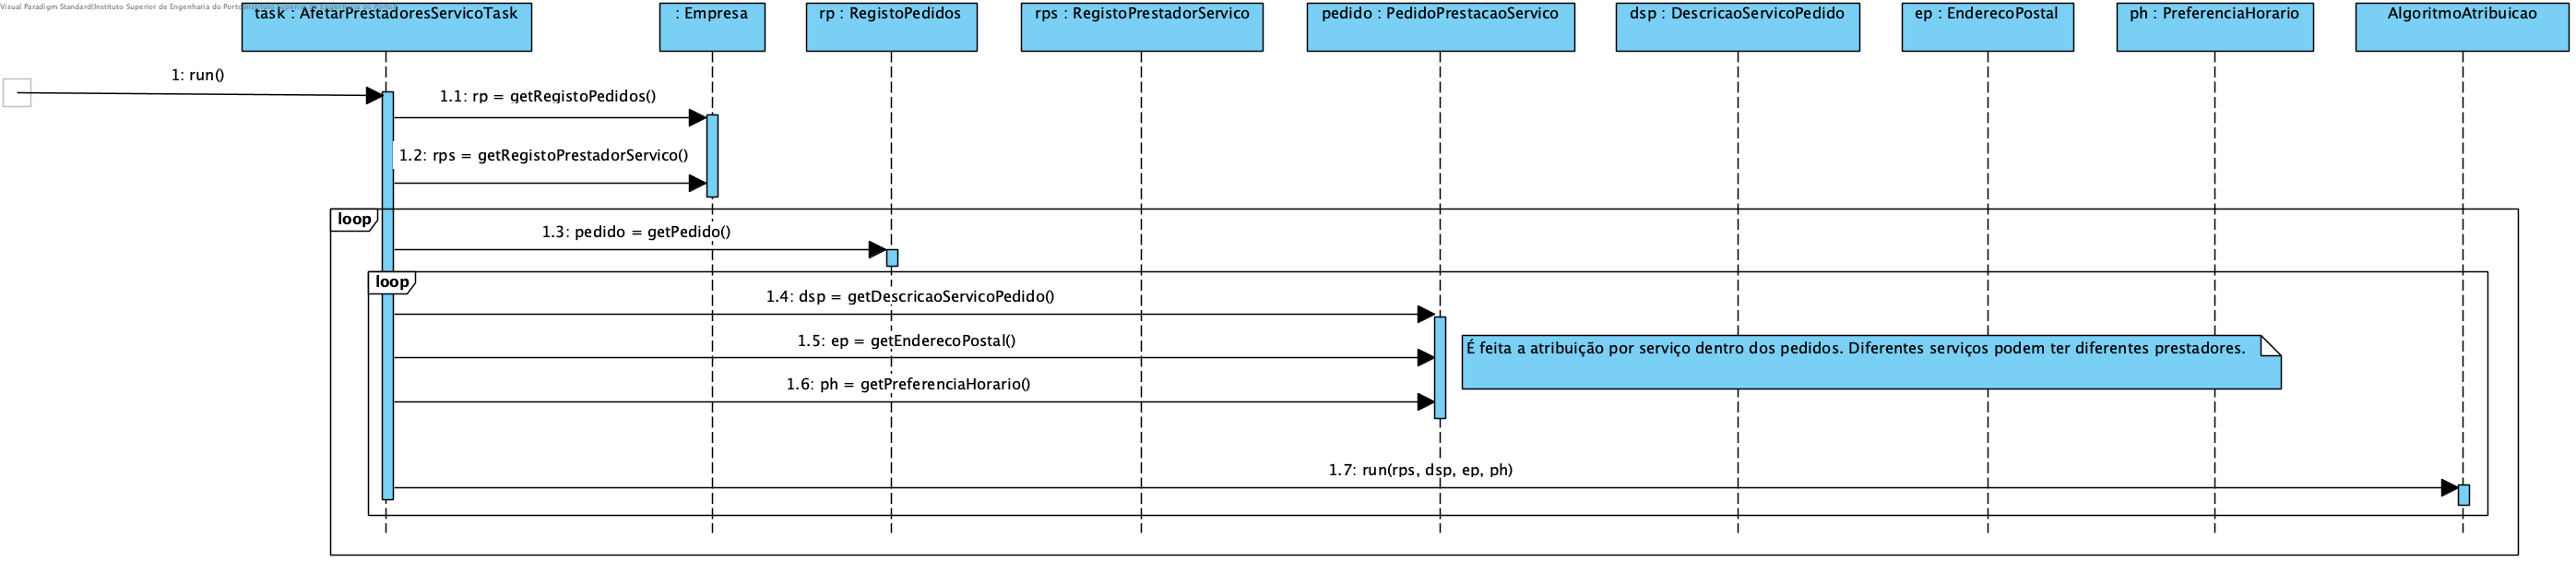 Visual Paradigm Standard(Instituto Superior de Engenharia do Porto
task : AfetarPrestadoresServicoTask
: Empresa
rp : RegistoPedidos
rps : RegistoPrestadorServico
pedido : PedidoPrestacaoServico
dsp : DescricaoServicoPedido
ep : EnderecoPostal
ph : PreferenciaHorario
AlgoritmoAtribuicao
1: run()
1.1: rp = getRegistoPedidos()
1.2: rps = getRegistoPrestadorServico()
loop
1.3: pedido = getPedido()
loop
1.4: dsp = getDescricaoServicoPedido()
1.5: ep = getEnderecoPostal()
É feita a atribuição por serviço dentro dos pedidos. Diferentes serviços podem ter diferentes prestadores.
1.6: ph = getPreferenciaHorario()
1.7: run(rps, dsp, ep, ph)